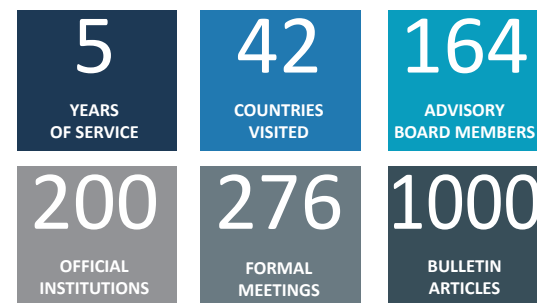 5
YEARS
OF SERVICE
42
COUNTRIES
VISITED
164
ADVISORY
BOARD MEMBERS
200
OFFICIAL
INSTITUTIONS
276
FORMAL
MEETINGS
1000
BULLETIN
ARTICLES